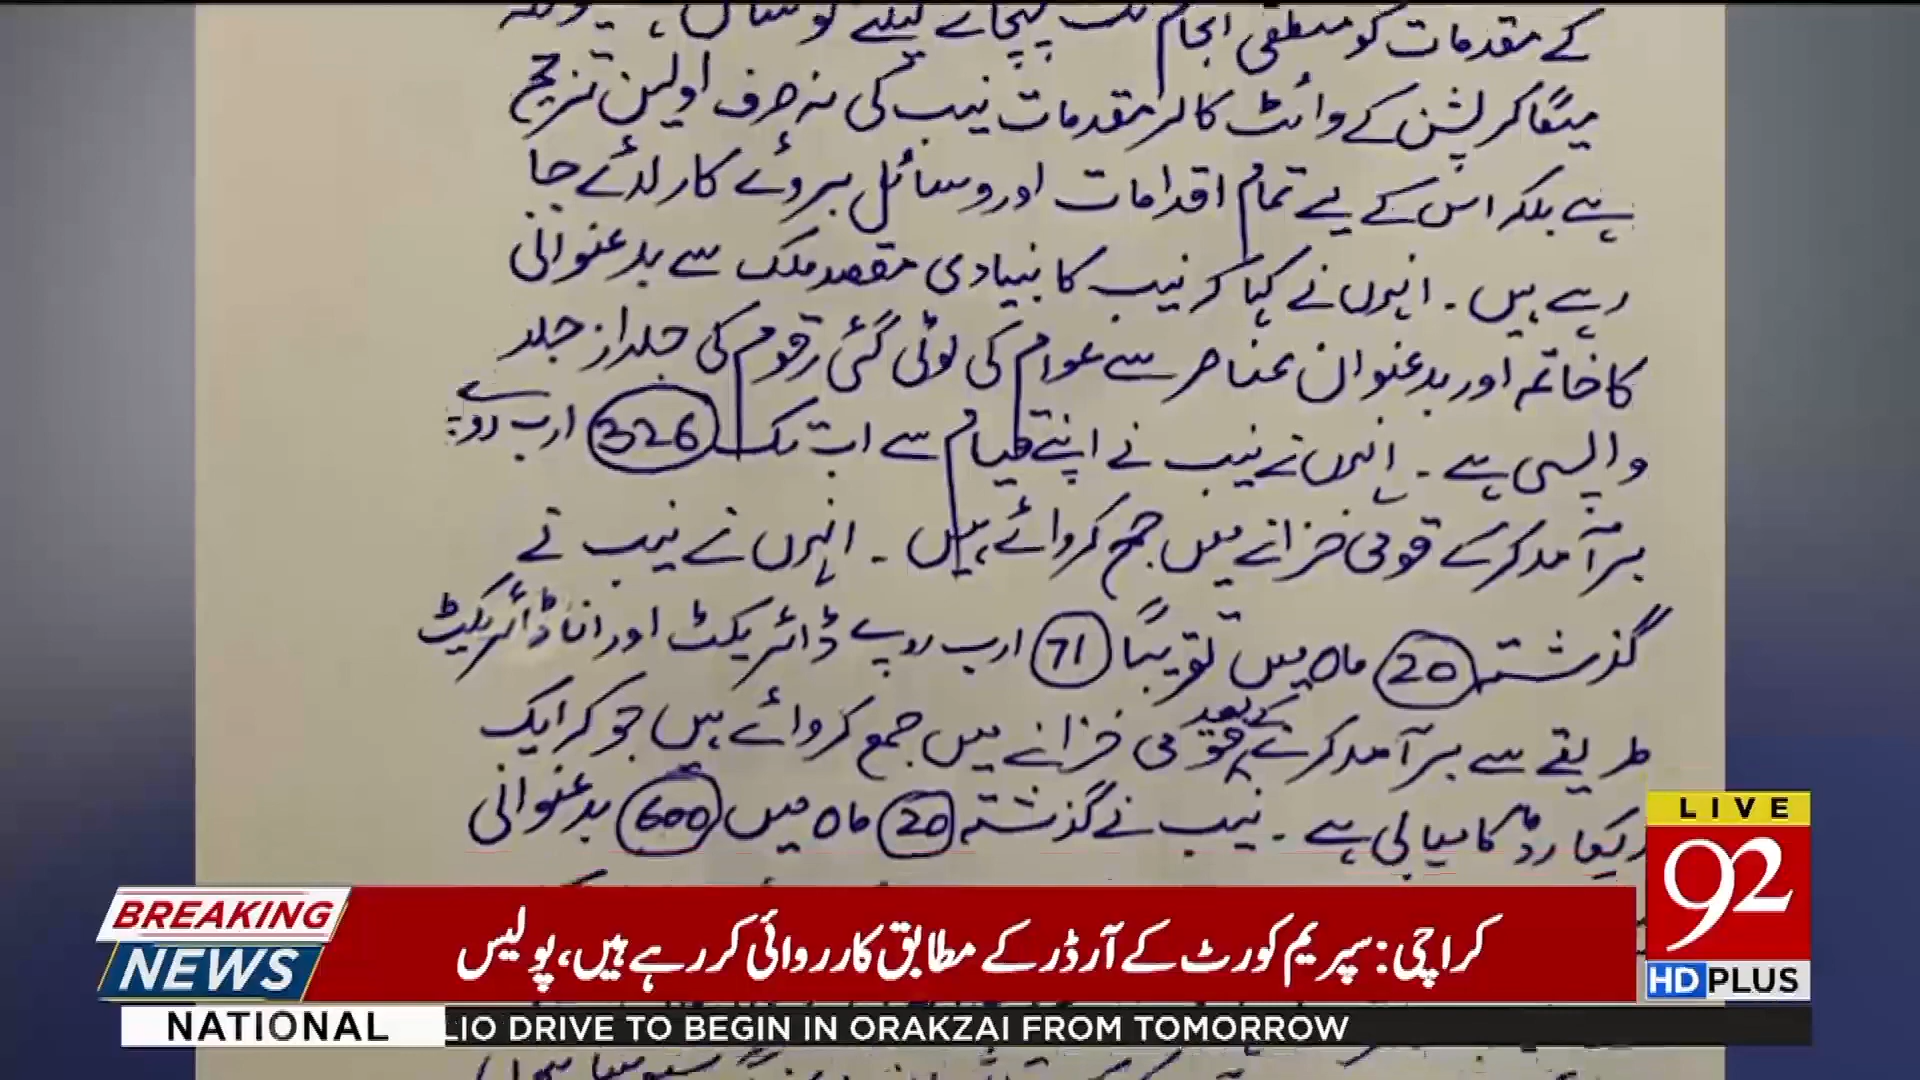 کے مقدمات کو منطقی انجام تک پہنچانے کیلئے کوشاں ہے
میگا کرپشن کے وائٹ کالر مقدمات نیب کی نہ صرف اولین ترجیح
ہے بلکہ اس کے لیے تمام اقدامات اور وسائل بروئے کار لائے جا
رہے ہیں ۔ انہوں نے کہا کہ نیب کا بنیادی مقصد ملک سے بدعنوانی
کا خاتمہ اور بدعنوان عناصر سے عوام کی لوٹی گئی رقوم کی جلد از جلد
واپسی ہے ۔ انہوں نے نیب نے اپنے قیام سے اب تک 326 ارب روپے
برآمد کرکے قومی خزانے میں جمع کروائے ہیں ۔ انہوں نے نیب نے
گذشتہ 20 ماہ میں تقریباً 71 ارب روپے ڈائریکٹ اور ان ڈائریکٹ
طریقے سے برآمد کرنے کے بعد قومی خزانے میں جمع کروائے ہیں جو کہ ایک
ریکارڈ کامیابی ہے ۔ نیب نے گذشتہ 20 ماہ میں 600 بدعنوانی
LIVE
92
HD PLUS
BREAKING
NEWS
کراچی: سپریم کورٹ کے آرڈر کے مطابق کارروائی کر رہے ہیں، پولیس
NATIONAL
LIO DRIVE TO BEGIN IN ORAKZAI FROM TOMORROW